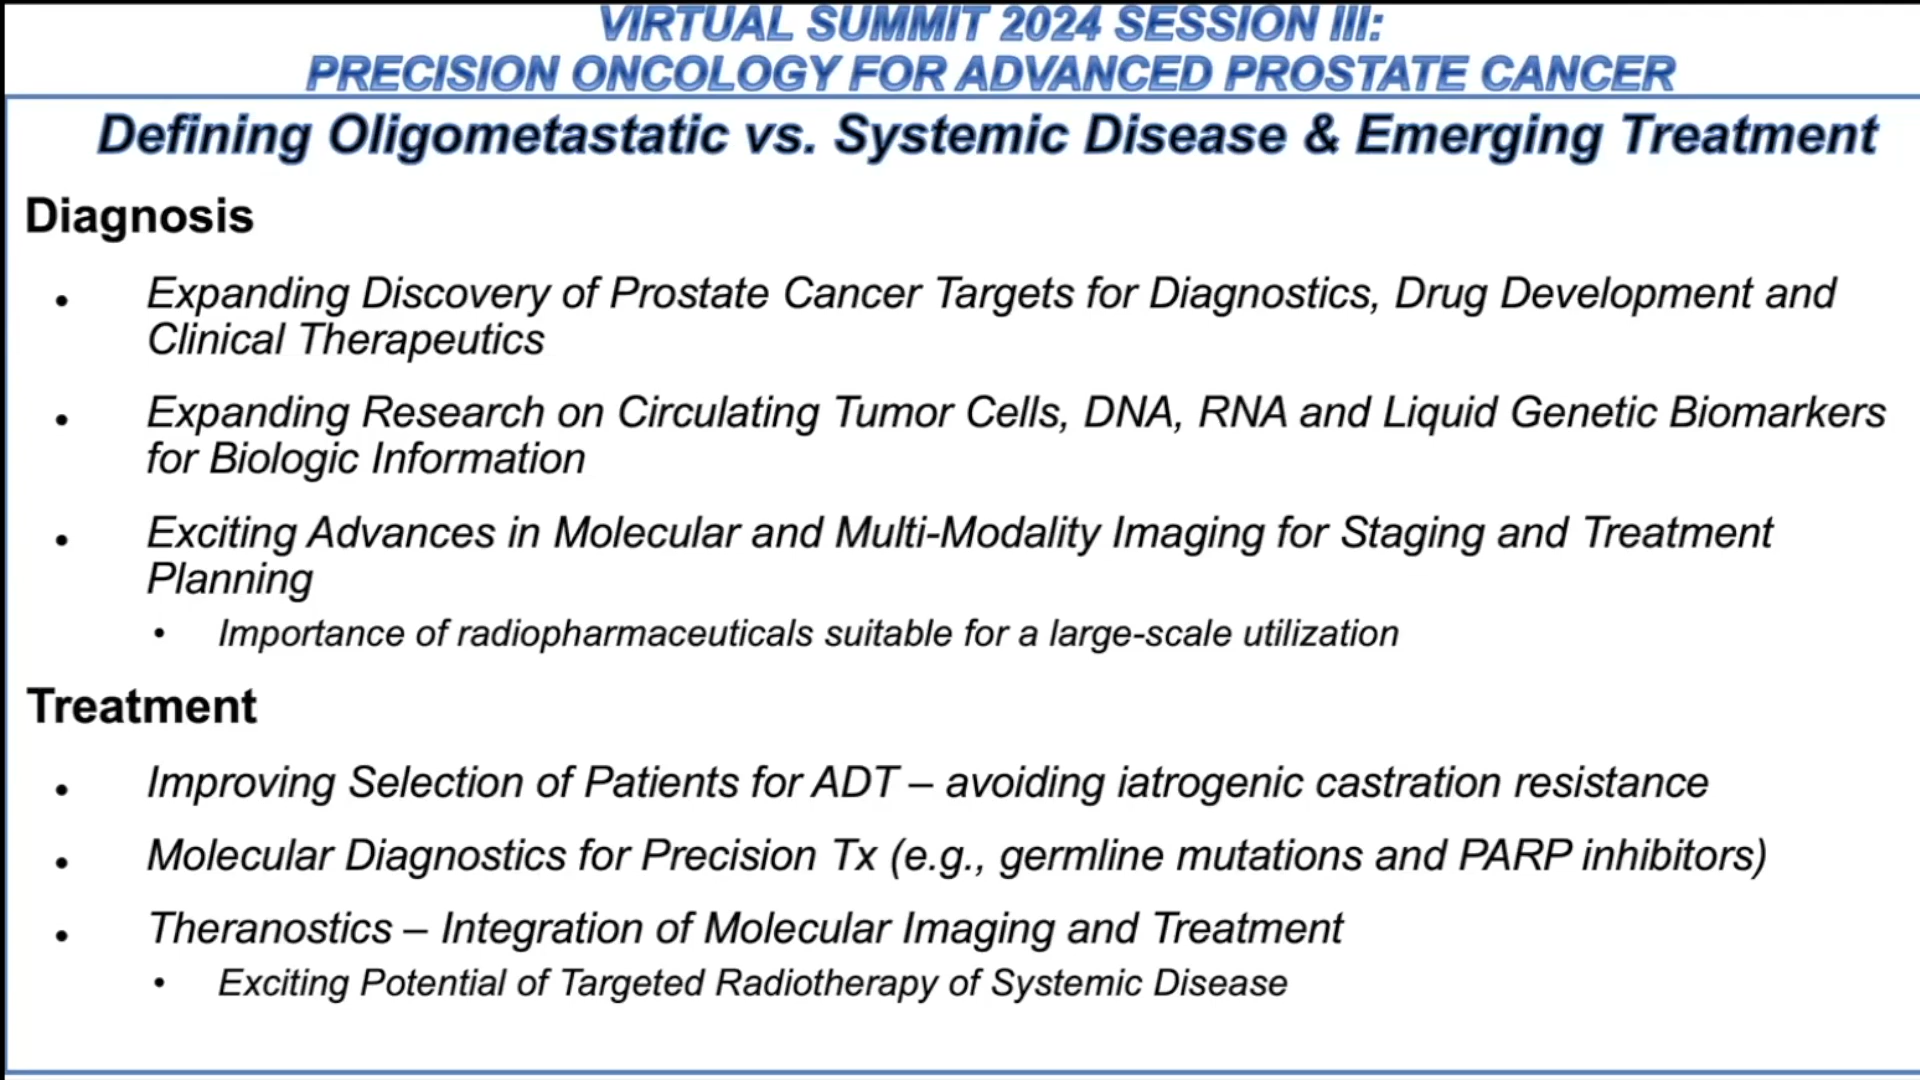 VIRTUAL SUMMIT 2024 SESSION III:
PRECISION ONCOLOGY FOR ADVANCED PROSTATE CANCER
Defining Oligometastatic vs. Systemic Disease & Emerging Treatment
Diagnosis
• Expanding Discovery of Prostate Cancer Targets for Diagnostics, Drug Development and
Clinical Therapeutics
• Expanding Research on Circulating Tumor Cells, DNA, RNA and Liquid Genetic Biomarkers
for Biologic Information
• Exciting Advances in Molecular and Multi-Modality Imaging for Staging and Treatment
Planning
• Importance of radiopharmaceuticals suitable for a large-scale utilization
Treatment
• Improving Selection of Patients for ADT – avoiding iatrogenic castration resistance
• Molecular Diagnostics for Precision Tx (e.g., germline mutations and PARP inhibitors)
• Theranostics – Integration of Molecular Imaging and Treatment
• Exciting Potential of Targeted Radiotherapy of Systemic Disease